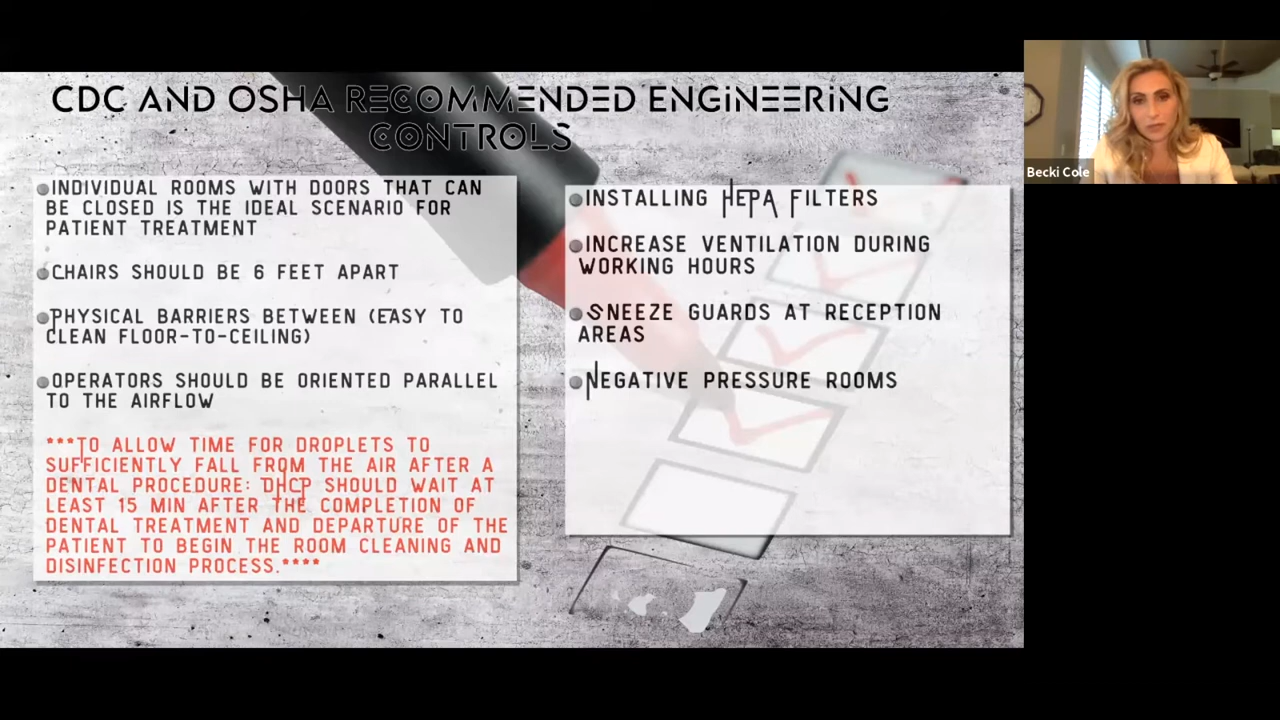 CDC AND OSHA RECOMMENDED ENGINEERING
CONTROLS
INDIVIDUAL ROOMS WITH DOORS THAT CAN
BE CLOSED IS THE IDEAL SCENARIO FOR
PATIENT TREATMENT
CHAIRS SHOULD BE 6 FEET APART
PHYSICAL BARRIERS BETWEEN (EASY TO
CLEAN FLOOR-TO-CEILING)
OPERATORS SHOULD BE ORIENTED PARALLEL
TO THE AIRFLOW
***TO ALLOW TIME FOR DROPLETS TO
SUFFICIENTLY FALL FROM THE AIR AFTER A
DENTAL PROCEDURE: DHCP SHOULD WAIT AT
LEAST 15 MIN AFTER THE COMPLETION OF
DENTAL TREATMENT AND DEPARTURE OF THE
PATIENT TO BEGIN THE ROOM CLEANING AND
DISINFECTION PROCESS.****
INSTALLING HEPA FILTERS
INCREASE VENTILATION DURING
WORKING HOURS
SNEEZE GUARDS AT RECEPTION
AREAS
NEGATIVE PRESSURE ROOMS
Becki Cole